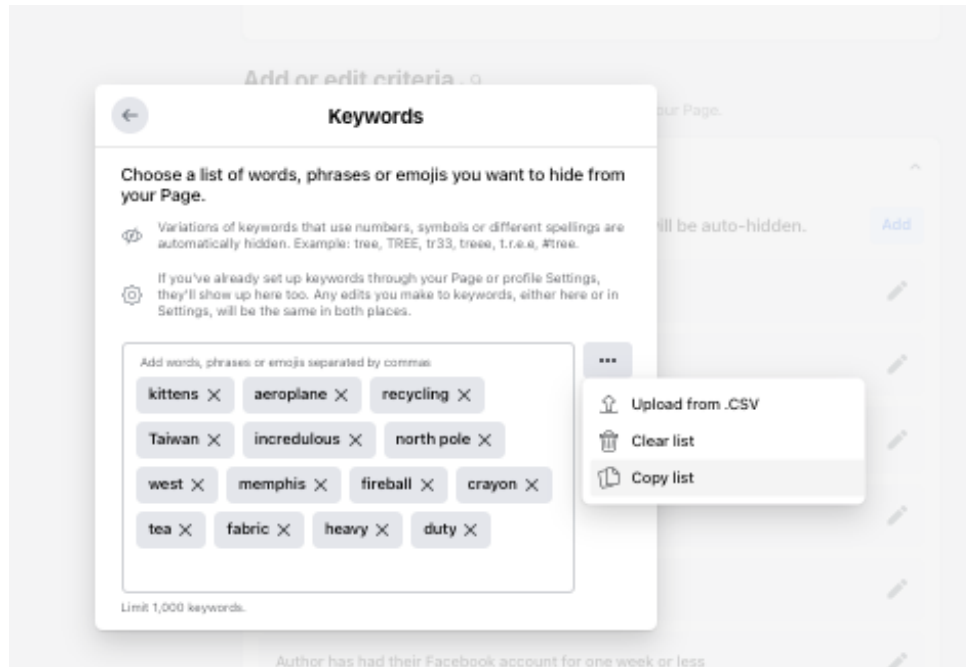 Add or edit criteria
Keywords
our Page.
Choose a list of words, phrases or emojis you want to hide from
your Page.
Variations of keywords that use numbers, symbols or different spellings are
automatically hidden. Example: tree, TREE, tr33, treee, t.r.e.e, #tree.
will be auto-hidden.
Add
If you've already set up keywords through your Page or profile Settings,
they'll show up here too. Any edits you make to keywords, either here or in
Settings, will be the same in both places.
Add words, phrases or emojis separated by commas
kittens
aeroplane
recycling
Taiwan
incredulous
north pole
west
memphis
fireball
crayon
tea
fabric
heavy
duty
Upload from .CSV
Clear list
Copy list
Limit 1,000 keywords.
Author has had their Facebook account for one week or less